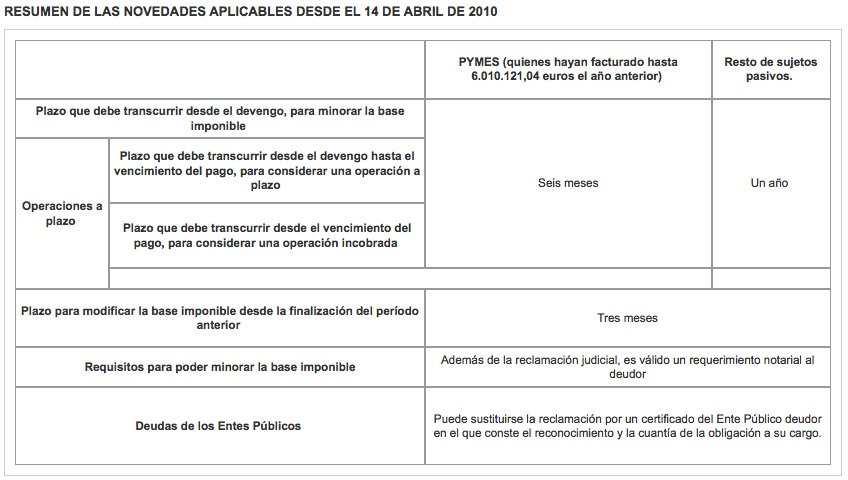 RESUMEN DE LAS NOVEDADES APLICABLES DESDE EL 14 DE ABRIL DE 2010
PYMES (quienes hayan facturado hasta
6.010.121,04 euros el año anterior)
Resto de sujetos
pasivos.
Plazo que debe transcurrir desde el devengo, para minorar la base
imponible
Operaciones a
plazo
Plazo que debe transcurrir desde el devengo hasta el
vencimiento del pago, para considerar una operación a
plazo
Plazo que debe transcurrir desde el vencimiento del
pago, para considerar una operación incobrada
Seis meses
Un año
Plazo para modificar la base imponible desde la finalización del período
anterior
Tres meses
Requisitos para poder minorar la base imponible
Además de la reclamación judicial, es válido un requerimiento notarial al
deudor
Deudas de los Entes Públicos
Puede sustituirse la reclamación por un certificado del Ente Público deudor
en el que conste el reconocimiento y la cuantía de la obligación a su cargo.